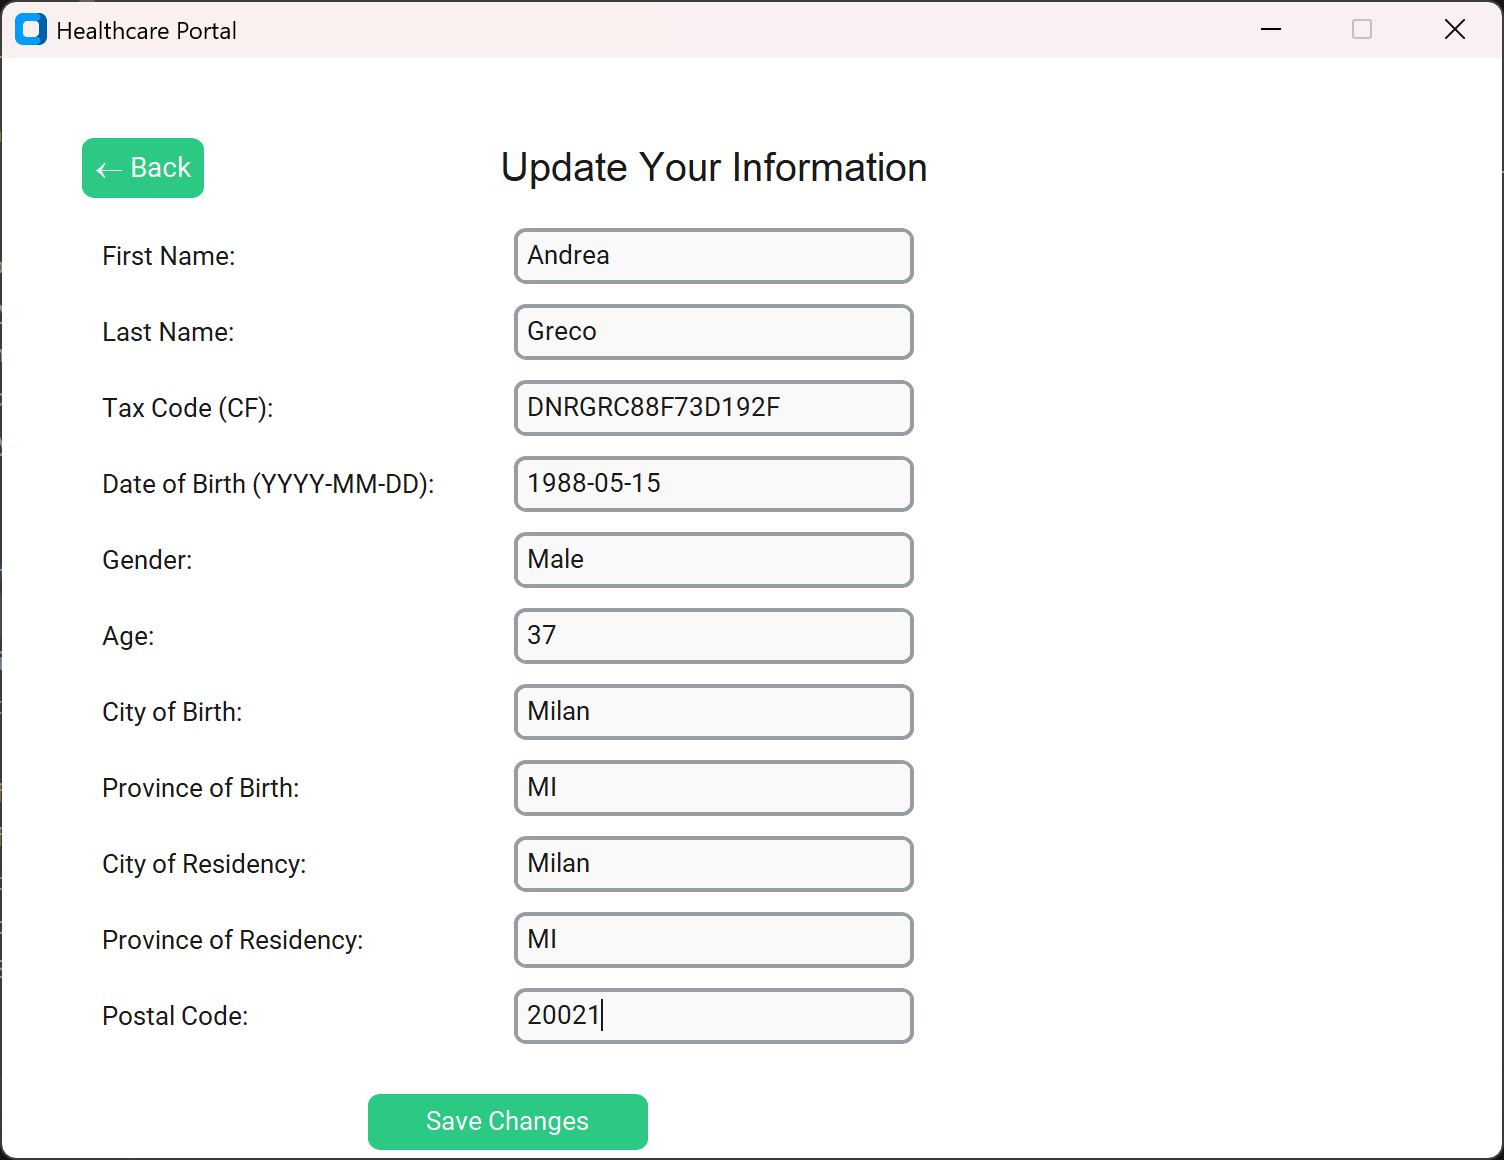 Healthcare Portal
← Back
Update Your Information
First Name: Andrea
Last Name: Greco
Tax Code (CF): DNRGRC88F73D192F
Date of Birth (YYYY-MM-DD): 1988-05-15
Gender: Male
Age: 37
City of Birth: Milan
Province of Birth: MI
City of Residency: Milan
Province of Residency: MI
Postal Code: 20021
Save Changes